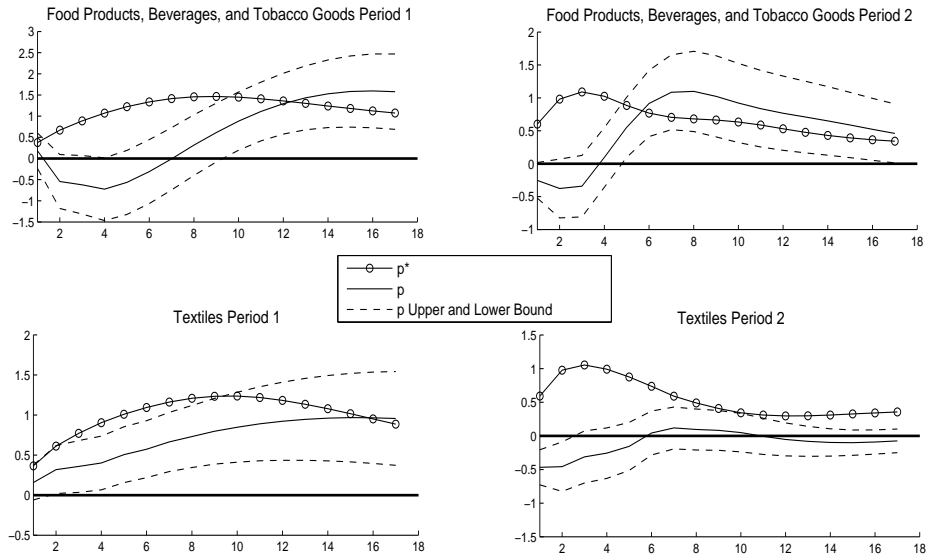 Food Products, Beverages, and Tobacco Goods Period 1
3
2.5
2
1.5
1
0.5
0
−0.5
−1
−1.5
2 4 6 8 10 12 14 16 18
Food Products, Beverages, and Tobacco Goods Period 2
2
1.5
1
0.5
0
−0.5
−1
2 4 6 8 10 12 14 16 18
p*
p
p Upper and Lower Bound
Textiles Period 1
2
1.5
1
0.5
0
−0.5
2 4 6 8 10 12 14 16 18
Textiles Period 2
1.5
1
0.5
0
−0.5
−1
−1.5
2 4 6 8 10 12 14 16 18